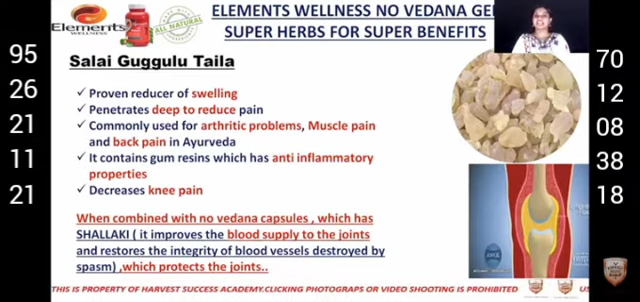 ELEMENTS WELLNESS NO VEDANA GE
SUPER HERBS FOR SUPER BENEFITS
Elements
WELLNESS
ALL NATURAL
Salai Guggulu Taila
✓ Proven reducer of swelling
✓ Penetrates deep to reduce pain
✓ Commonly used for arthritic problems, Muscle pain
and back pain in Ayurveda
✓ It contains gum resins which has anti inflammatory
properties
✓ Decreases knee pain
When combined with no vedana capsules , which has
SHALLAKI ( it improves the blood supply to the joints
and restores the integrity of blood vessels destroyed by
spasm) ,which protects the joints..
95
26
21
11
21
70
12
08
38
18
THIS IS PROPERTY OF HARVEST SUCCESS ACADEMY.CLICKING PHOTOGRAPS OR VIDEO SHOOTING IS PROHIBITED
THIS